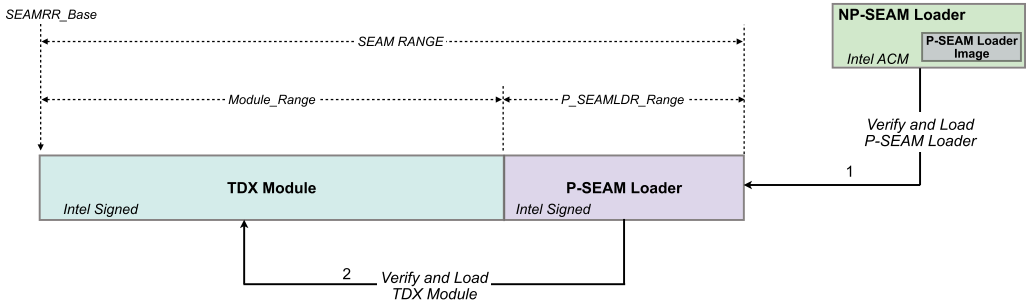 SEAMRR_Base
NP-SEAM Loader
SEAM RANGE
P-SEAM Loader
Image
Intel ACM
Module_Range
P_SEAMLDR_Range
Verify and Load
P-SEAM Loader
1
TDX Module
P-SEAM Loader
Intel Signed
Intel Signed
2
Verify and Load
TDX Module